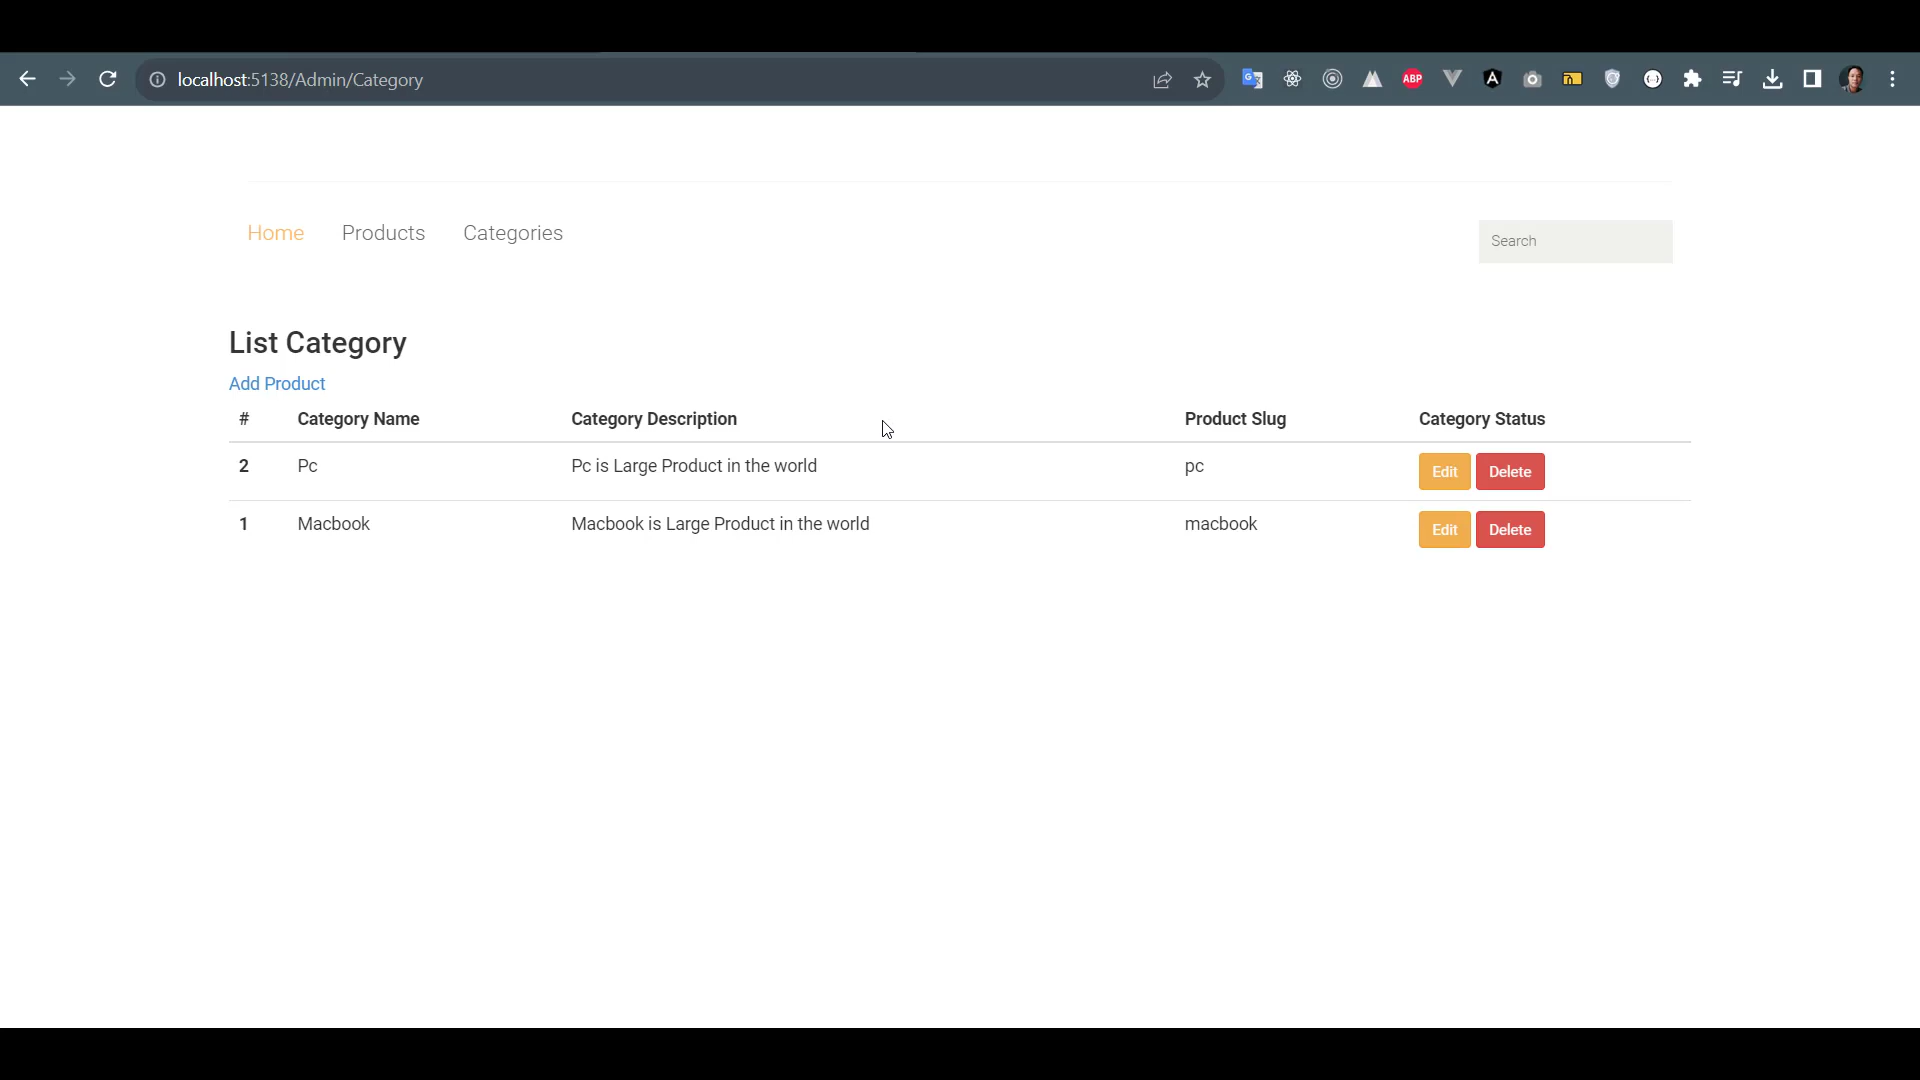 localhost:5138/Admin/Category
ABP
Home Products Categories Search
List Category
Add Product
# Category Name Category Description Product Slug Category Status
2 Pc Pc is Large Product in the world pc Edit Delete
1 Macbook Macbook is Large Product in the world macbook Edit Delete